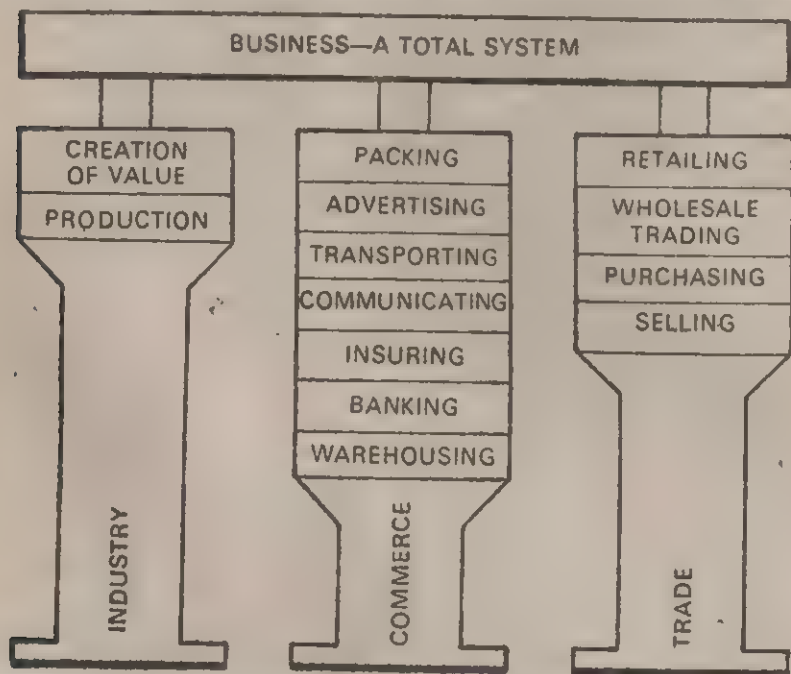 BUSINESS—A TOTAL SYSTEM
CREATION
OF VALUE
PRODUCTION
INDUSTRY
PACKING
ADVERTISING
TRANSPORTING
COMMUNICATING
INSURING
BANKING
WAREHOUSING
COMMERCE
RETAILING
WHOLESALE
TRADING
PURCHASING
SELLING
TRADE